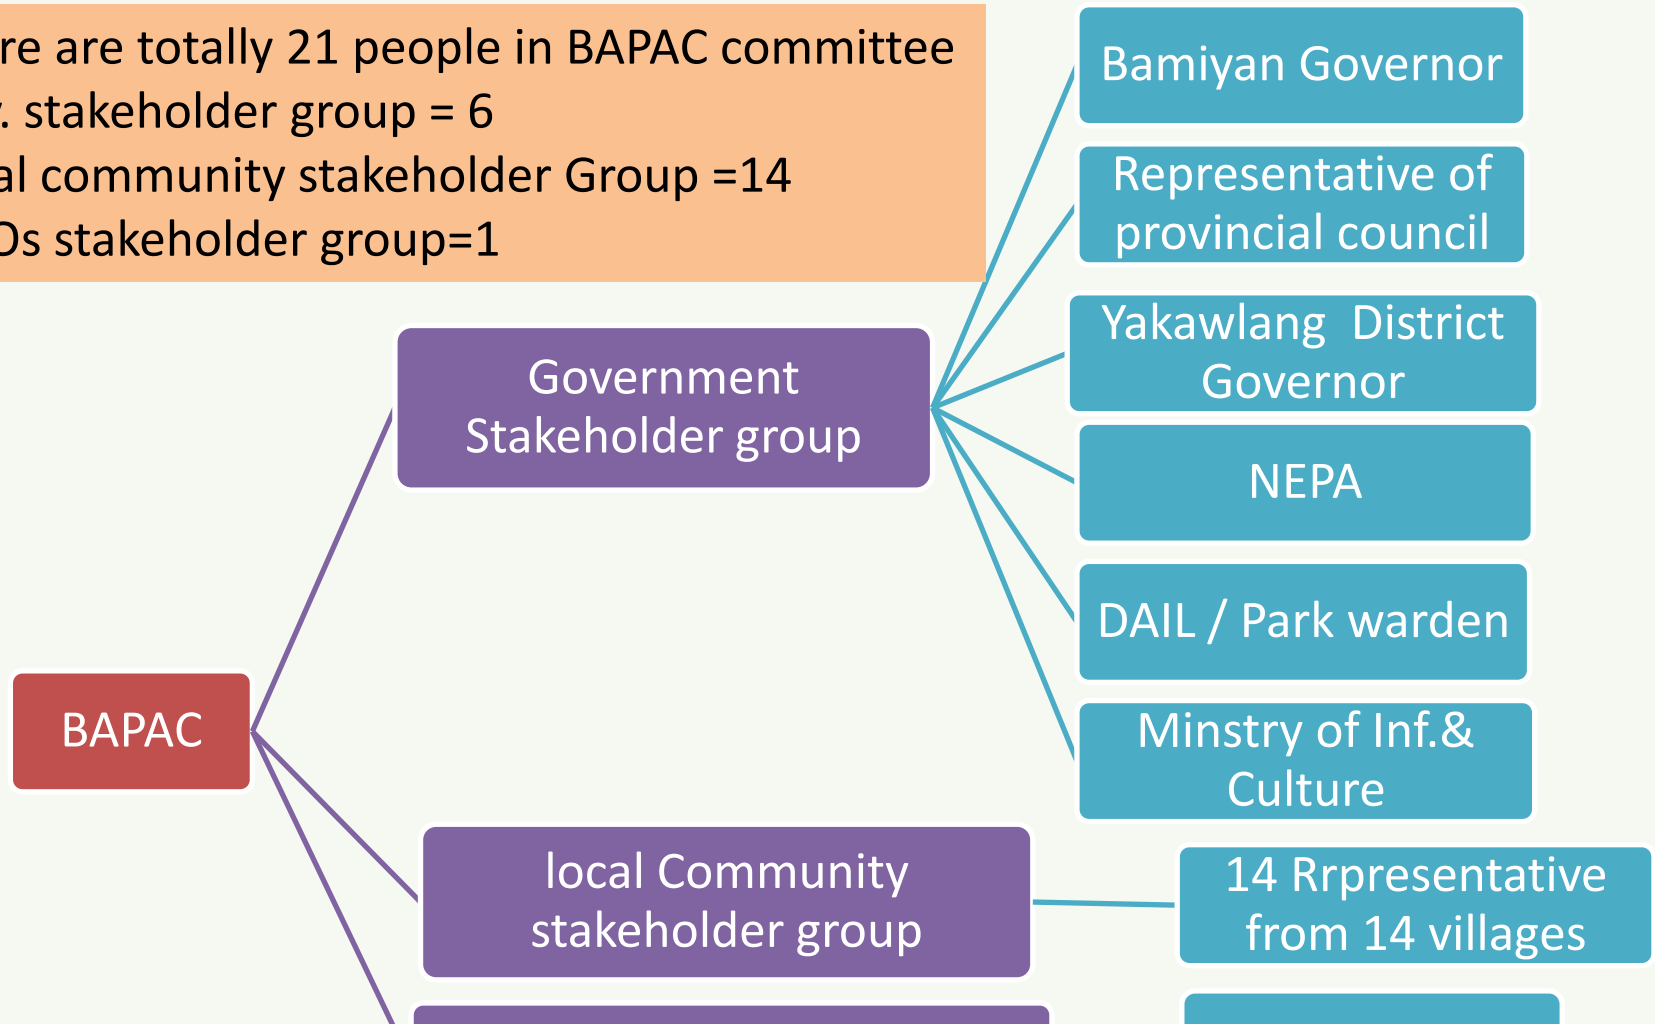 re are totally 21 people in BAPAC committee
. stakeholder group = 6
al community stakeholder Group =14
Os stakeholder group=1
Bamiyan Governor
Representative of
provincial council
Yakawlang District
Governor
NEPA
DAIL / Park warden
Minstry of Inf.&
Culture
Government
Stakeholder group
BAPAC
local Community
stakeholder group
14 Rrpresentative
from 14 villages